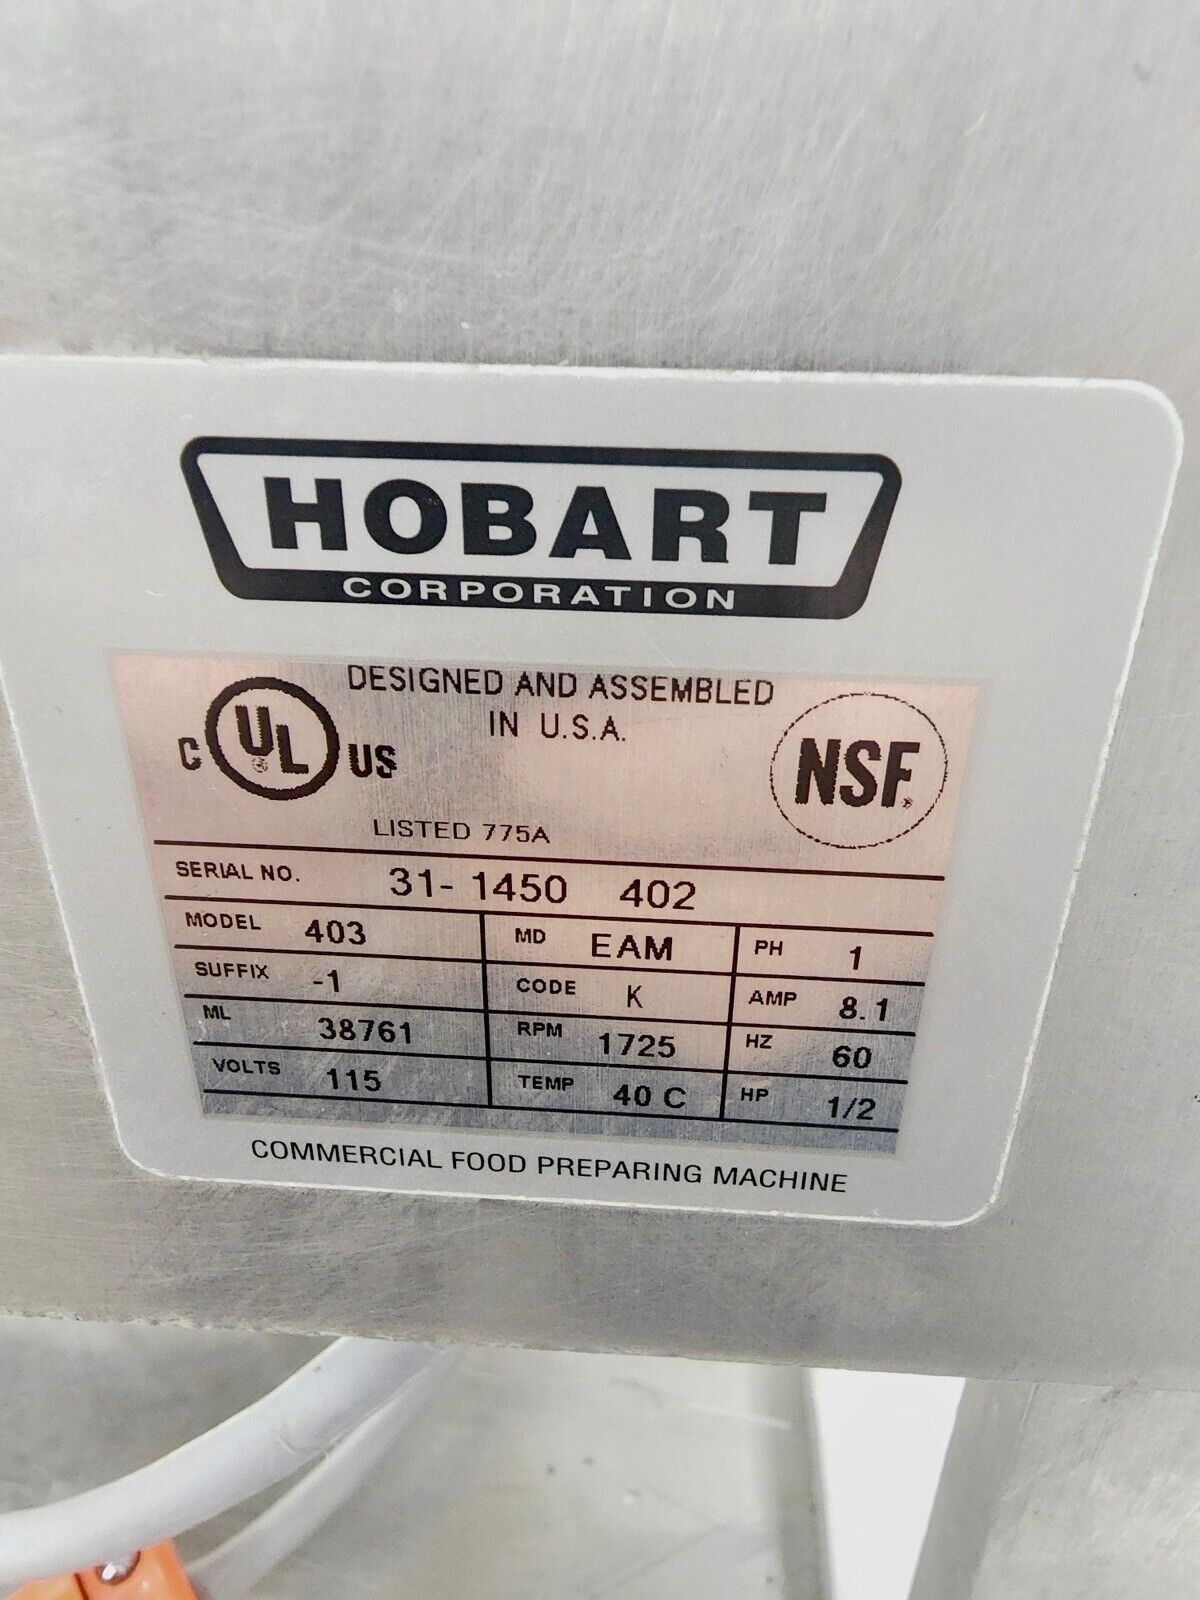 HOBART
CORPORATION
DESIGNED AND ASSEMBLED
IN U.S.A.
C UL US
NSF
LISTED 775A
SERIAL NO. 31- 1450 402
MODEL 403 MD EAM PH 1
SUFFIX -1 CODE K AMP 8.1
ML 38761 RPM 1725 HZ 60
VOLTS 115 TEMP 40 C HP 1/2
COMMERCIAL FOOD PREPARING MACHINE